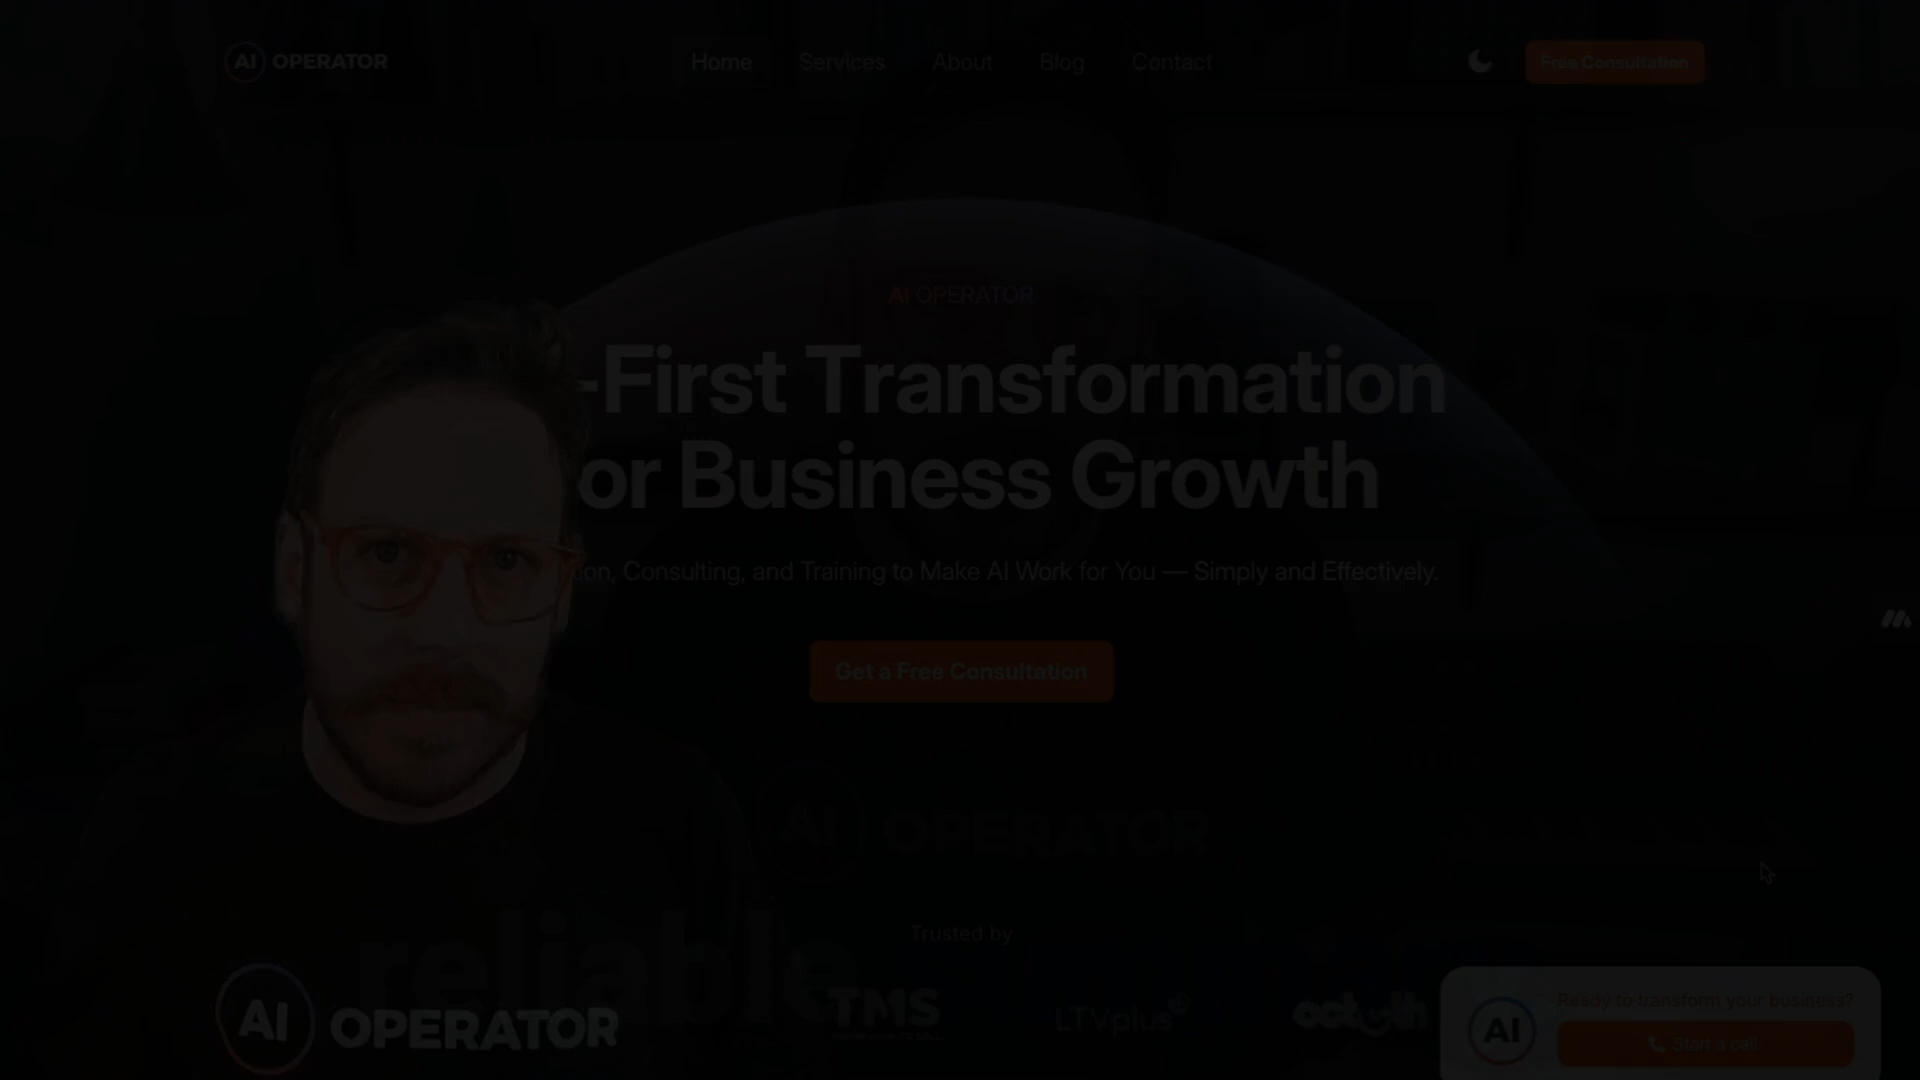 AI OPERATOR
Home Services About Blog Contact
Free Consultation
AI OPERATOR
-First Transformation
or Business Growth
ion, Consulting, and Training to Make AI Work for You — Simply and Effectively.
Get a Free Consultation
AI OPERATOR
Trusted by
reliable
AI OPERATOR
TMS
LTVplus
Ready to transform your business?
AI
Start a call